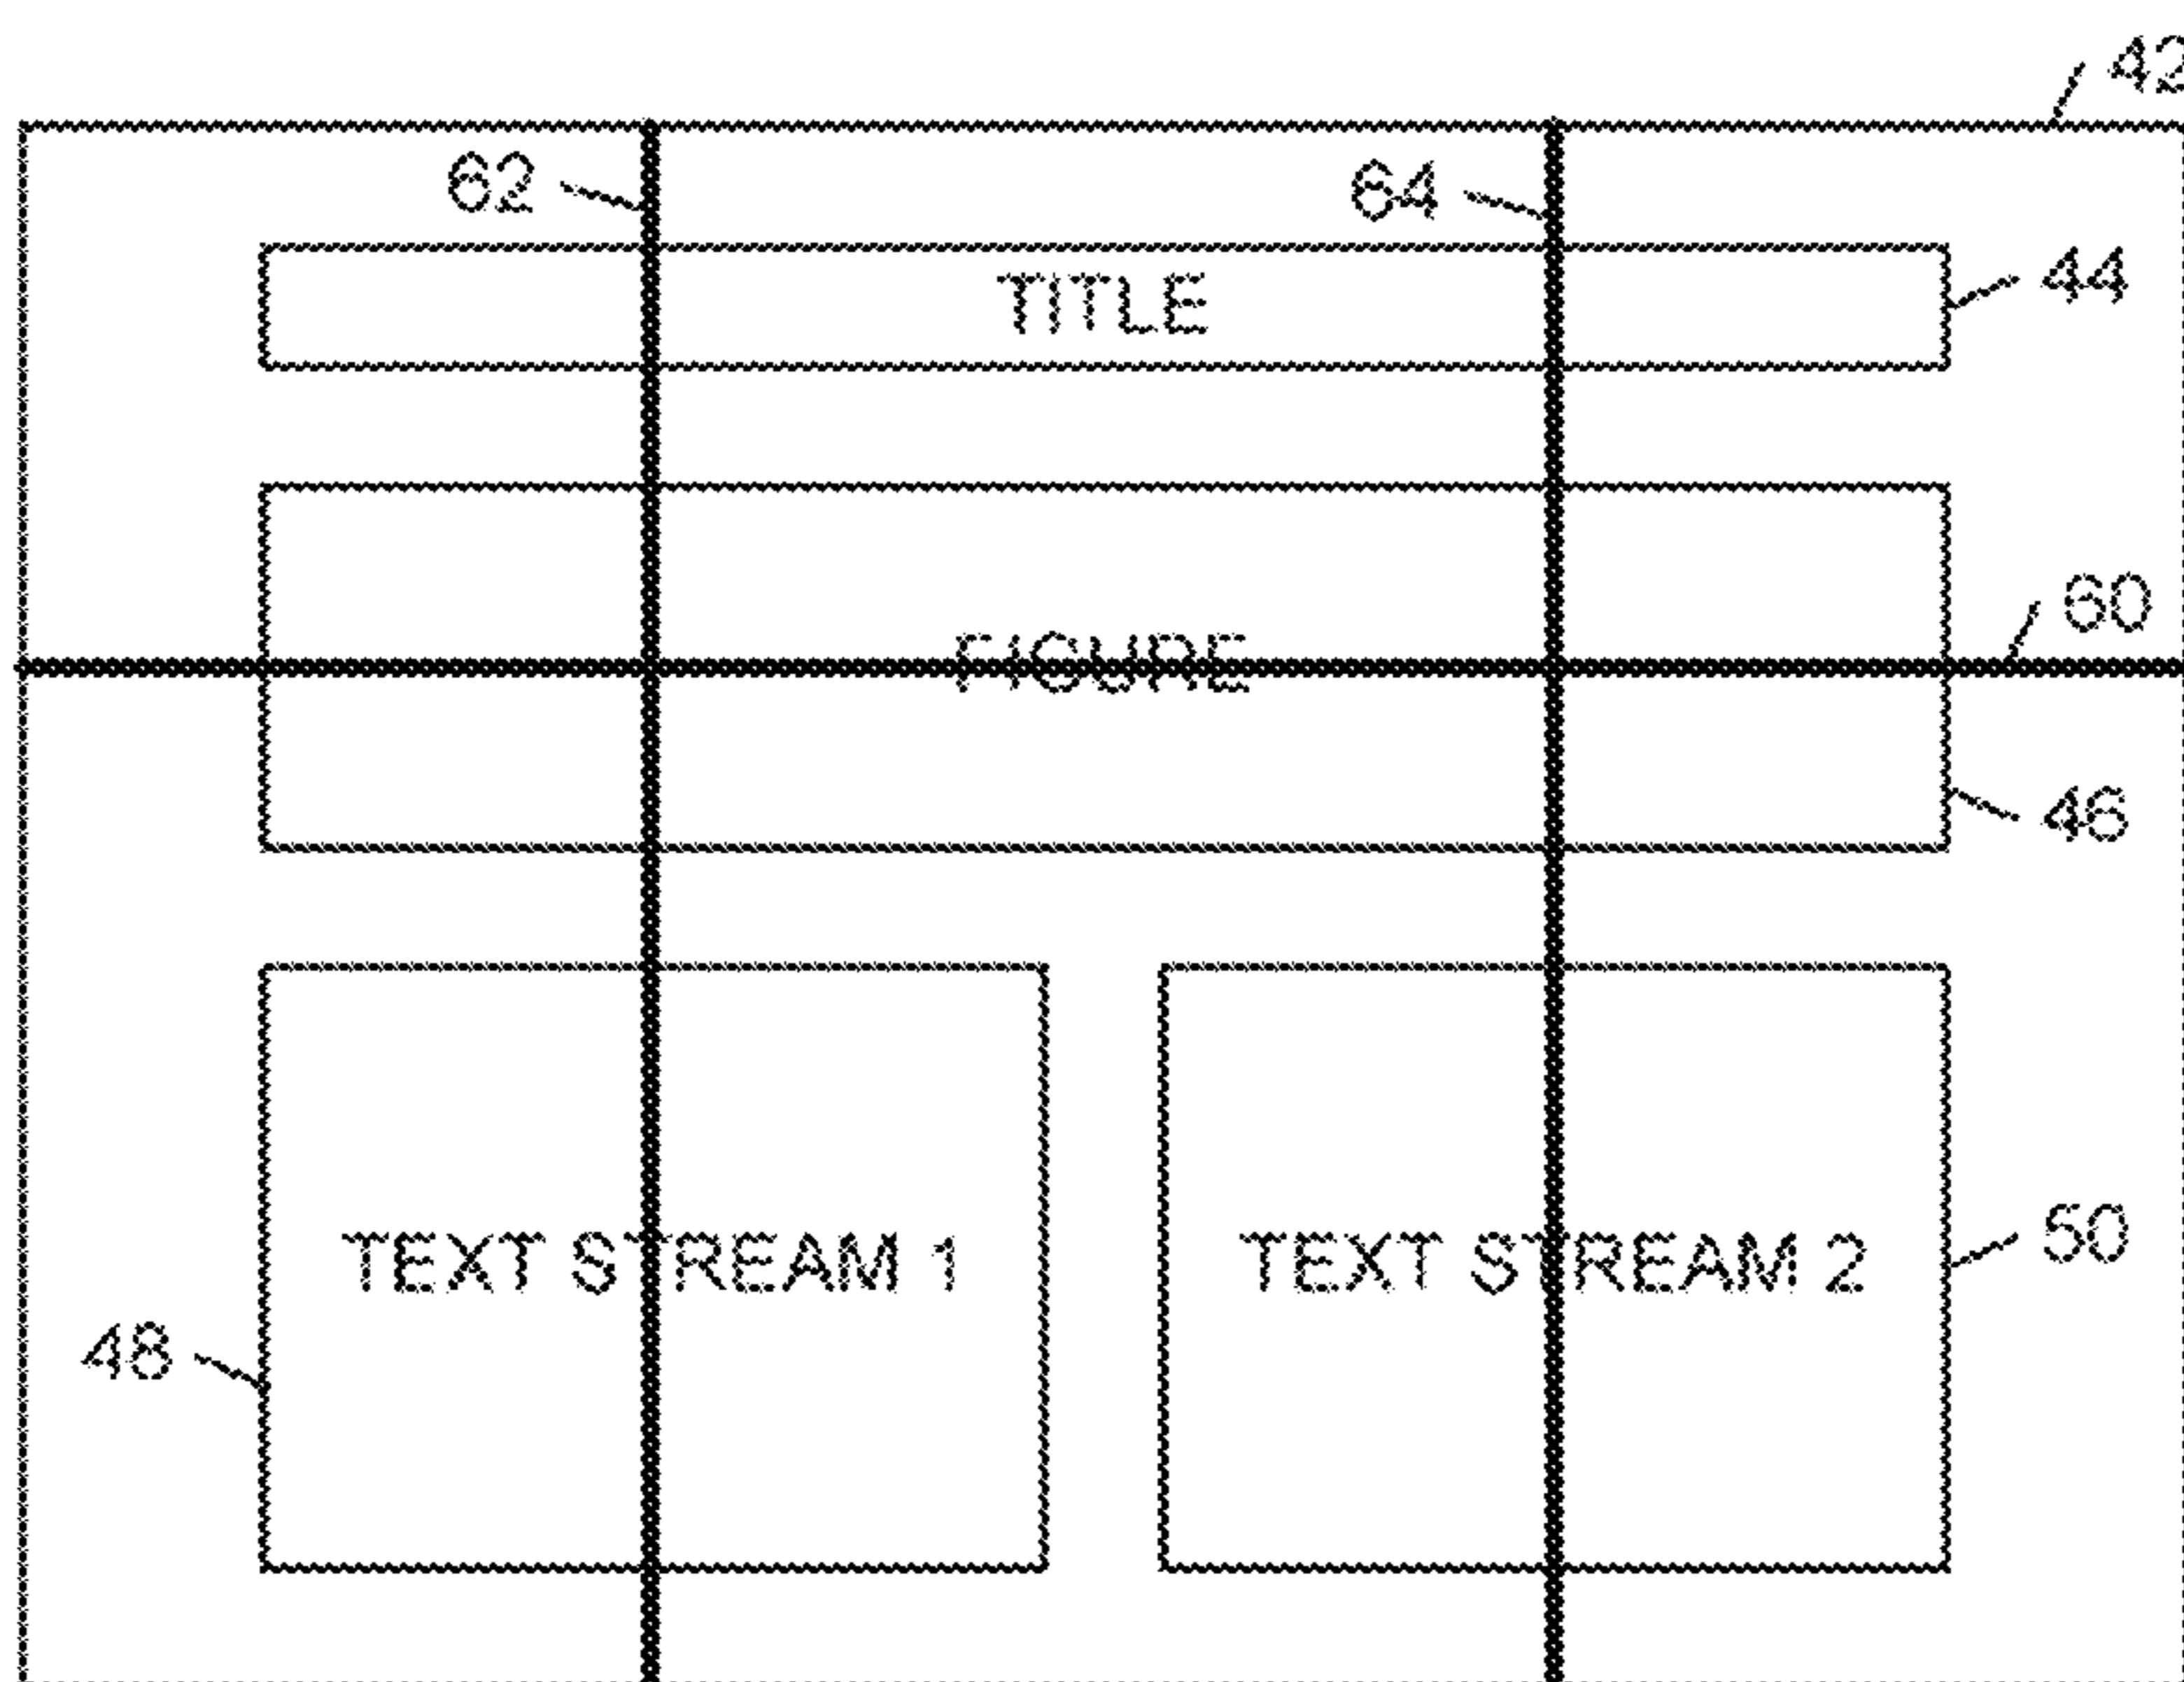 42
62 64
TITLE 44
60
FIGURE
46
TEXT STREAM 1 TEXT STREAM 2 50
48